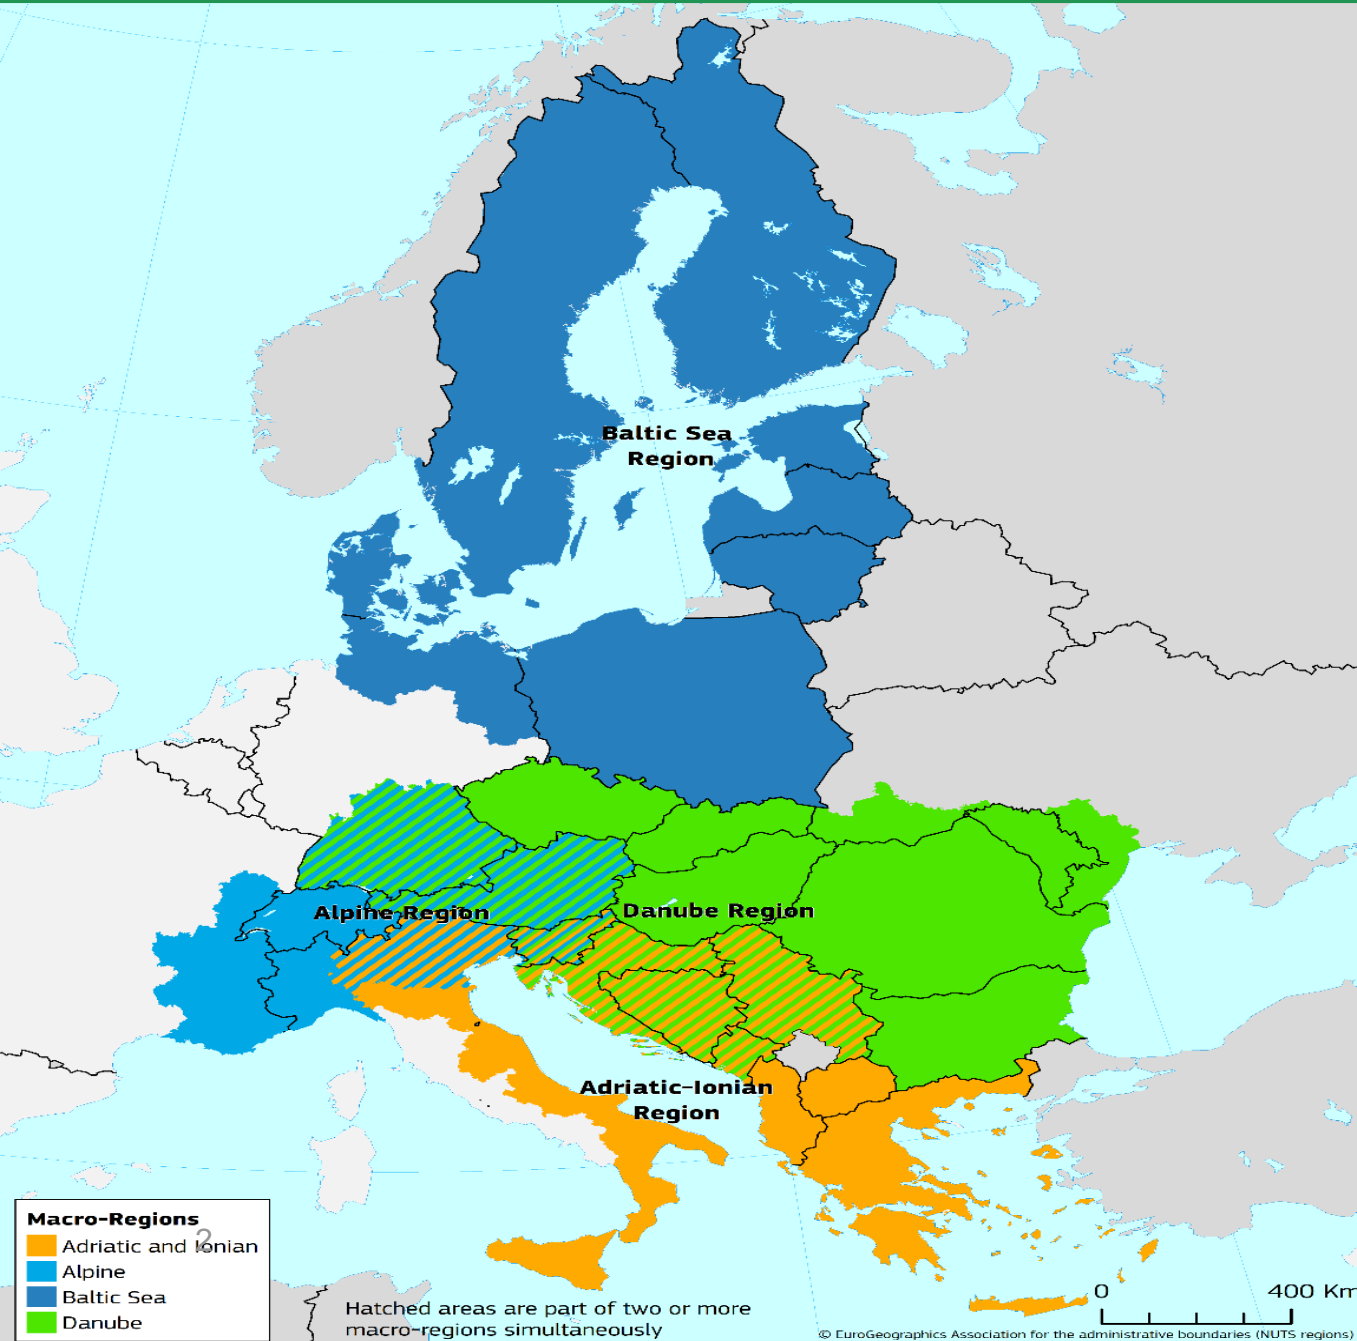 Baltic Sea
Region
Alpine Region
Danube Region
Adriatic-Ionian
Region
Macro-Regions
Adriatic and Ionian
2
Alpine
Baltic Sea
Danube
Hatched areas are part of two or more
macro-regions simultaneously
0 400 Km
© EuroGeographics Association for the administrative boundaries (NUTS regions)